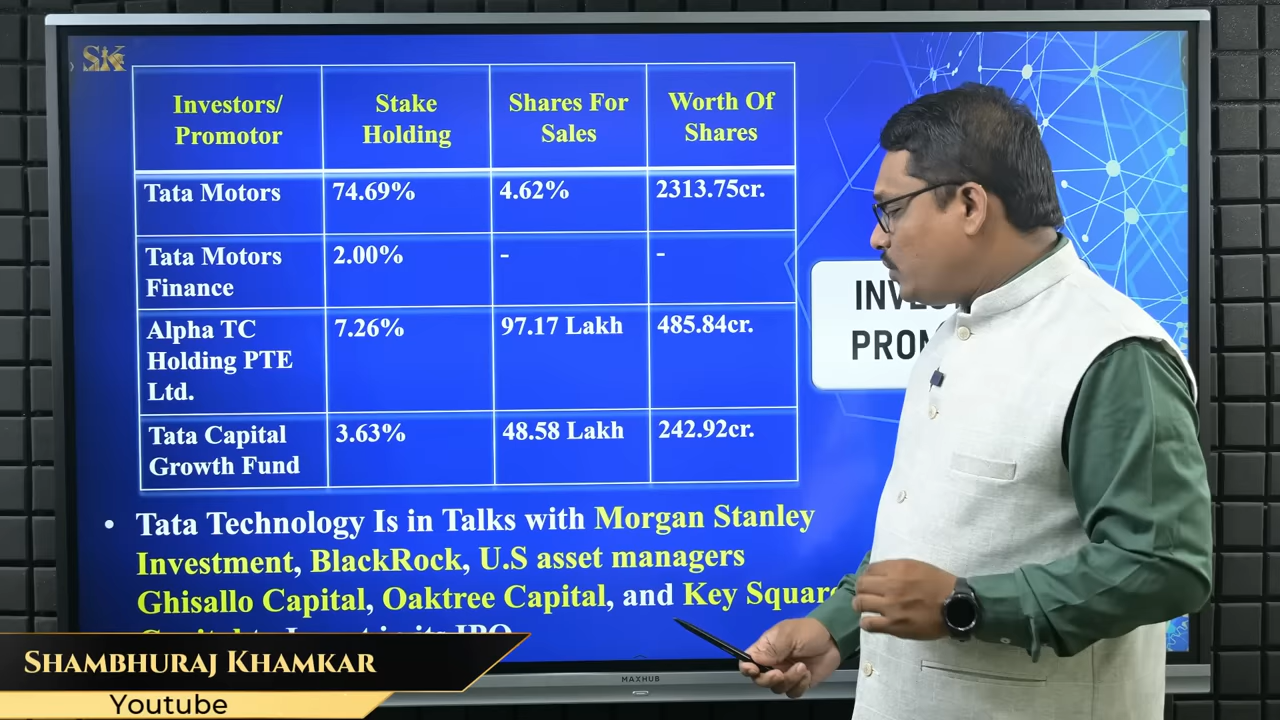 SK
Investors/
Promotor
Stake
Holding
Shares For
Sales
Worth Of
Shares
Tata Motors
74.69%
4.62%
2313.75cr.
Tata Motors
Finance
2.00%
-
-
Alpha TC
Holding PTE
Ltd.
7.26%
97.17 Lakh
485.84cr.
Tata Capital
Growth Fund
3.63%
48.58 Lakh
242.92cr.
• Tata Technology Is in Talks with Morgan Stanley
Investment, BlackRock, U.S asset managers
Ghisallo Capital, Oaktree Capital, and Key Square
IPO
SHAMBHURAJ KHAMKAR
Youtube
MAXHUB